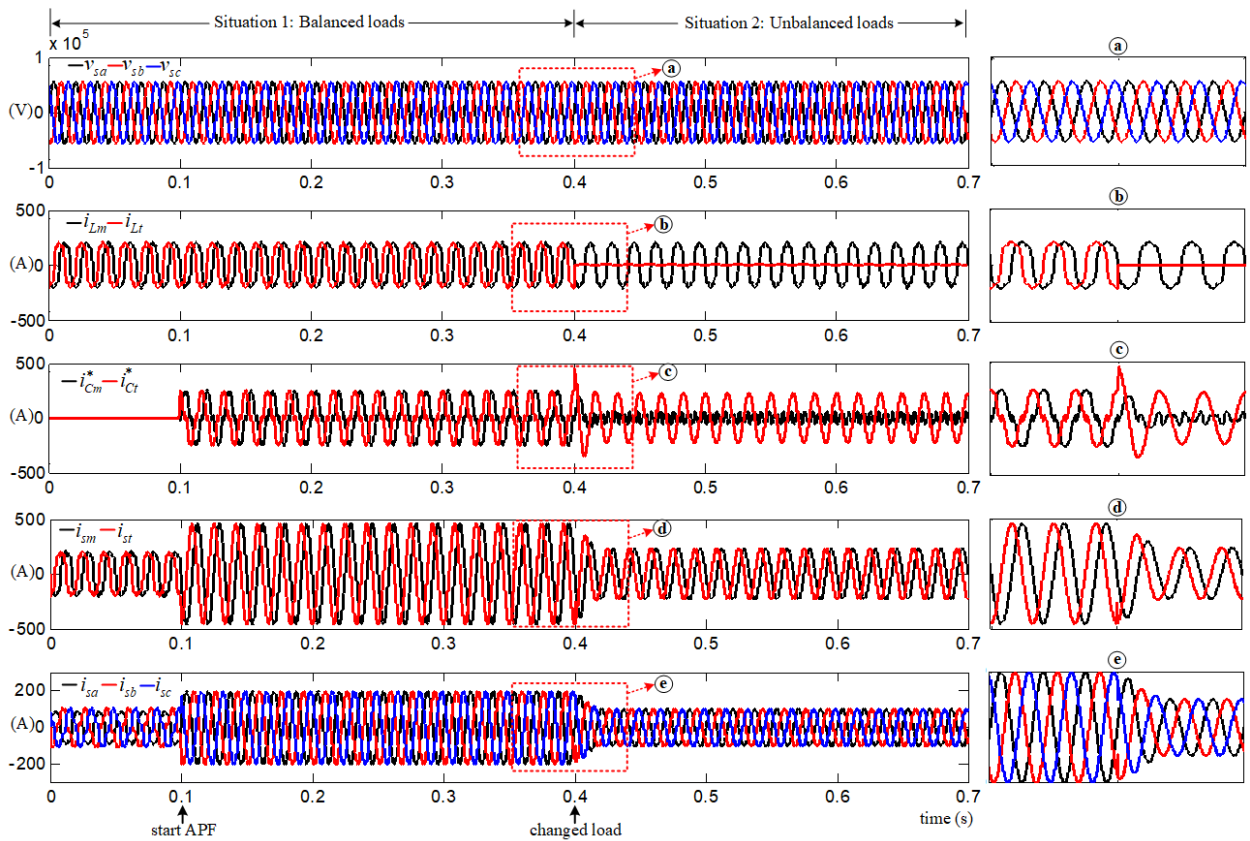 Situation 1: Balanced loads Situation 2: Unbalanced loads
x 10⁵
1 v_sa v_sb v_sc ⓐ ⓐ
(V) 0
-1
0 0.1 0.2 0.3 0.4 0.5 0.6 0.7
500 i_Lm i_Lt ⓑ ⓑ
(A) 0
-500
0 0.1 0.2 0.3 0.4 0.5 0.6 0.7
500 i*_Cm i*_Ct ⓒ ⓒ
(A) 0
-500
0 0.1 0.2 0.3 0.4 0.5 0.6 0.7
500 i_sm i_st ⓓ ⓓ
(A) 0
-500
0 0.1 0.2 0.3 0.4 0.5 0.6 0.7
i_sa i_sb i_sc ⓔ ⓔ
200
(A) 0
-200
0 0.1 0.2 0.3 0.4 0.5 0.6 0.7
start APF changed load time (s)